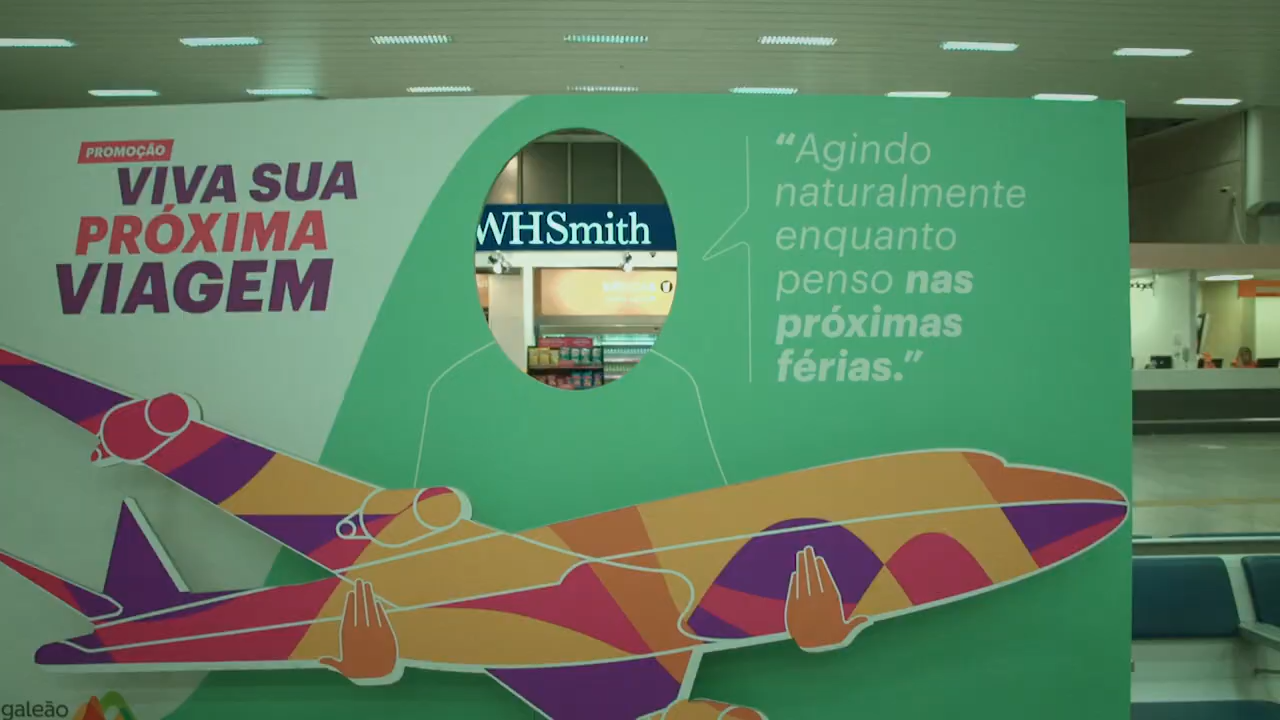 PROMOÇÃO
VIVA SUA
PRÓXIMA
VIAGEM
WHSmith
“Agindo
naturalmente
enquanto
penso nas
próximas
férias.”
galeão